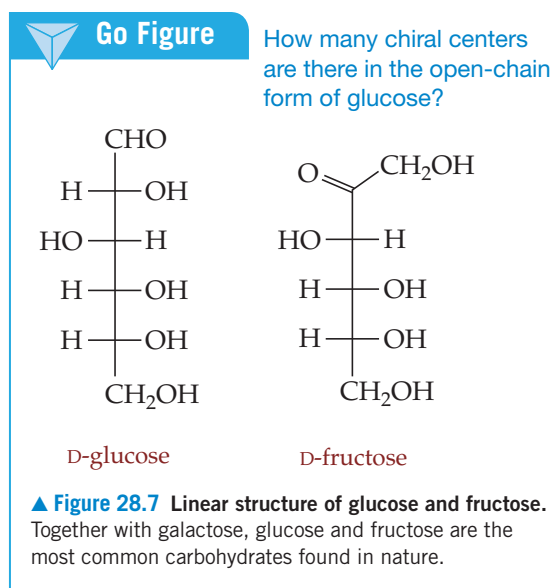 Go Figure
How many chiral centers
are there in the open-chain
form of glucose?
CHO
H OH
HO H
H OH
H OH
CH₂OH
D-glucose
O CH₂OH
HO H
H OH
H OH
CH₂OH
D-fructose
▲ Figure 28.7 Linear structure of glucose and fructose.
Together with galactose, glucose and fructose are the
most common carbohydrates found in nature.